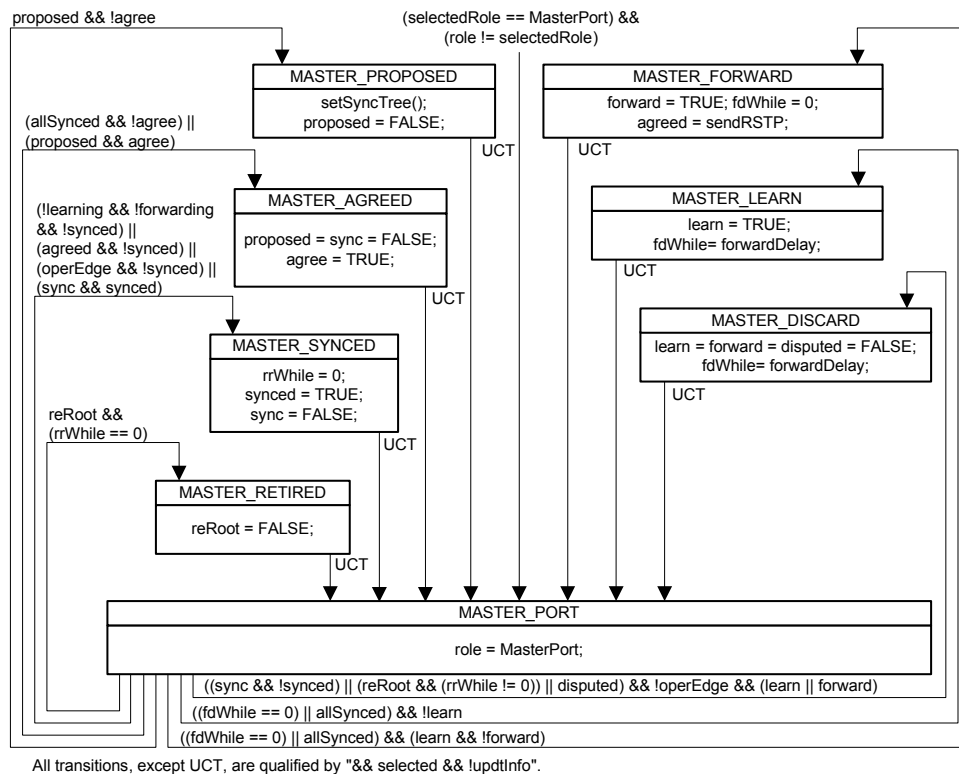 proposed && !agree
(selectedRole == MasterPort) &&
(role != selectedRole)
MASTER_PROPOSED
setSyncTree();
proposed = FALSE;
UCT
MASTER_FORWARD
forward = TRUE; fdWhile = 0;
agreed = sendRSTP;
UCT
(allSynced && !agree) ||
(proposed && agree)
MASTER_AGREED
proposed = sync = FALSE;
agree = TRUE;
UCT
MASTER_LEARN
learn = TRUE;
fdWhile= forwardDelay;
UCT
(!learning && !forwarding
&& !synced) ||
(agreed && !synced) ||
(operEdge && !synced) ||
(sync && synced)
MASTER_SYNCED
rrWhile = 0;
synced = TRUE;
sync = FALSE;
UCT
MASTER_DISCARD
learn = forward = disputed = FALSE;
fdWhile= forwardDelay;
UCT
reRoot &&
(rrWhile == 0)
MASTER_RETIRED
reRoot = FALSE;
UCT
MASTER_PORT
role = MasterPort;
((sync && !synced) || (reRoot && (rrWhile != 0)) || disputed) && !operEdge && (learn || forward)
((fdWhile == 0) || allSynced) && !learn
((fdWhile == 0) || allSynced) && (learn && !forward)
All transitions, except UCT, are qualified by "&& selected && !updtInfo".